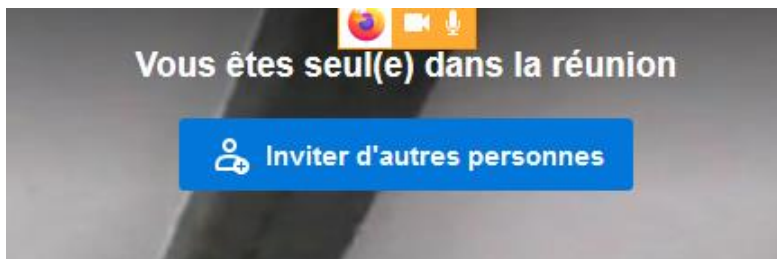 Vous êtes seul(e) dans la réunion
Inviter d'autres personnes